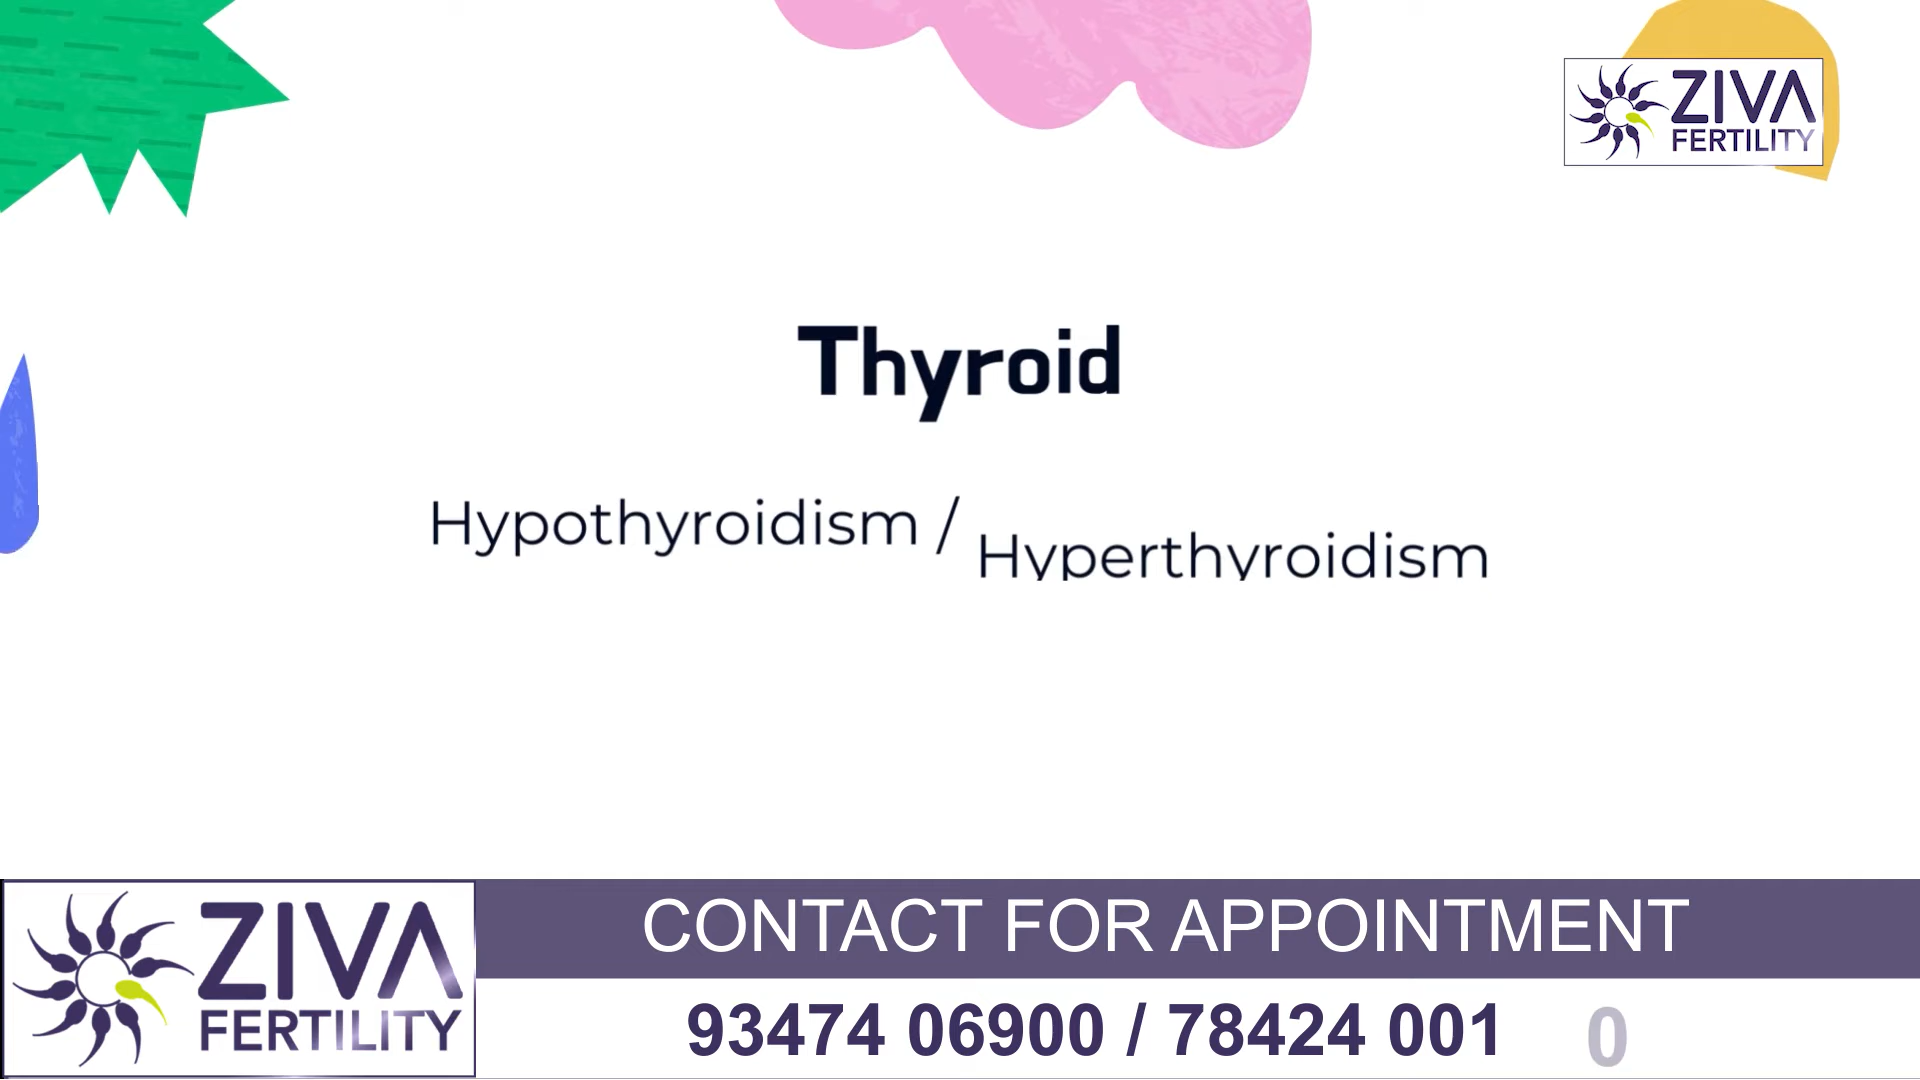 ZIVA
FERTILITY
Thyroid
Hypothyroidism / Hyperthyroidism
ZIVA
FERTILITY
CONTACT FOR APPOINTMENT
93474 06900 / 78424 001 0